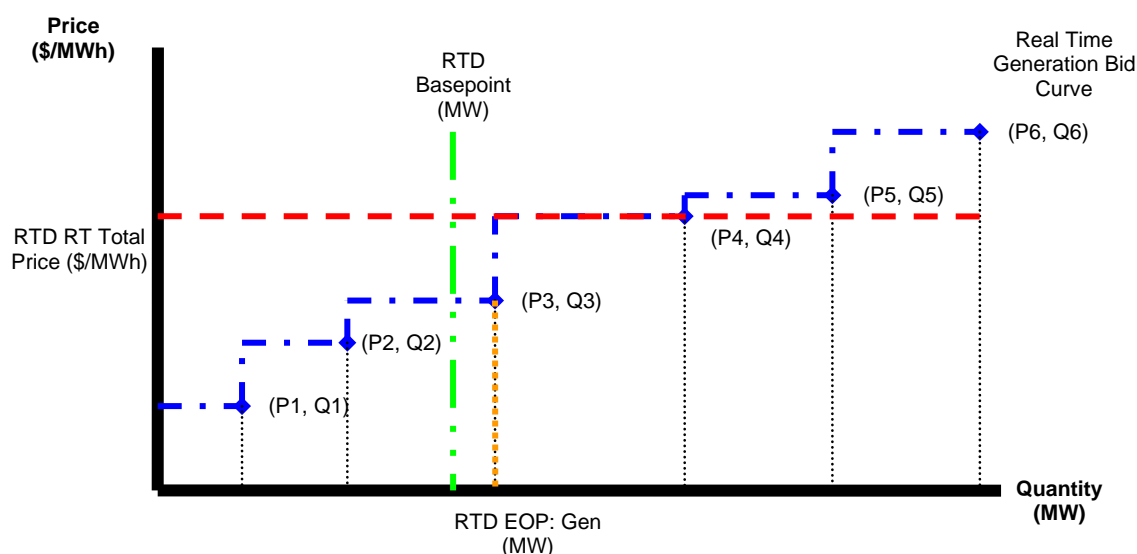 Price
($/MWh)
RTD
Basepoint
(MW)
Real Time
Generation Bid
Curve
(P6, Q6)
(P5, Q5)
RTD RT Total
Price ($/MWh)
(P4, Q4)
(P3, Q3)
(P2, Q2)
(P1, Q1)
Quantity
(MW)
RTD EOP: Gen
(MW)